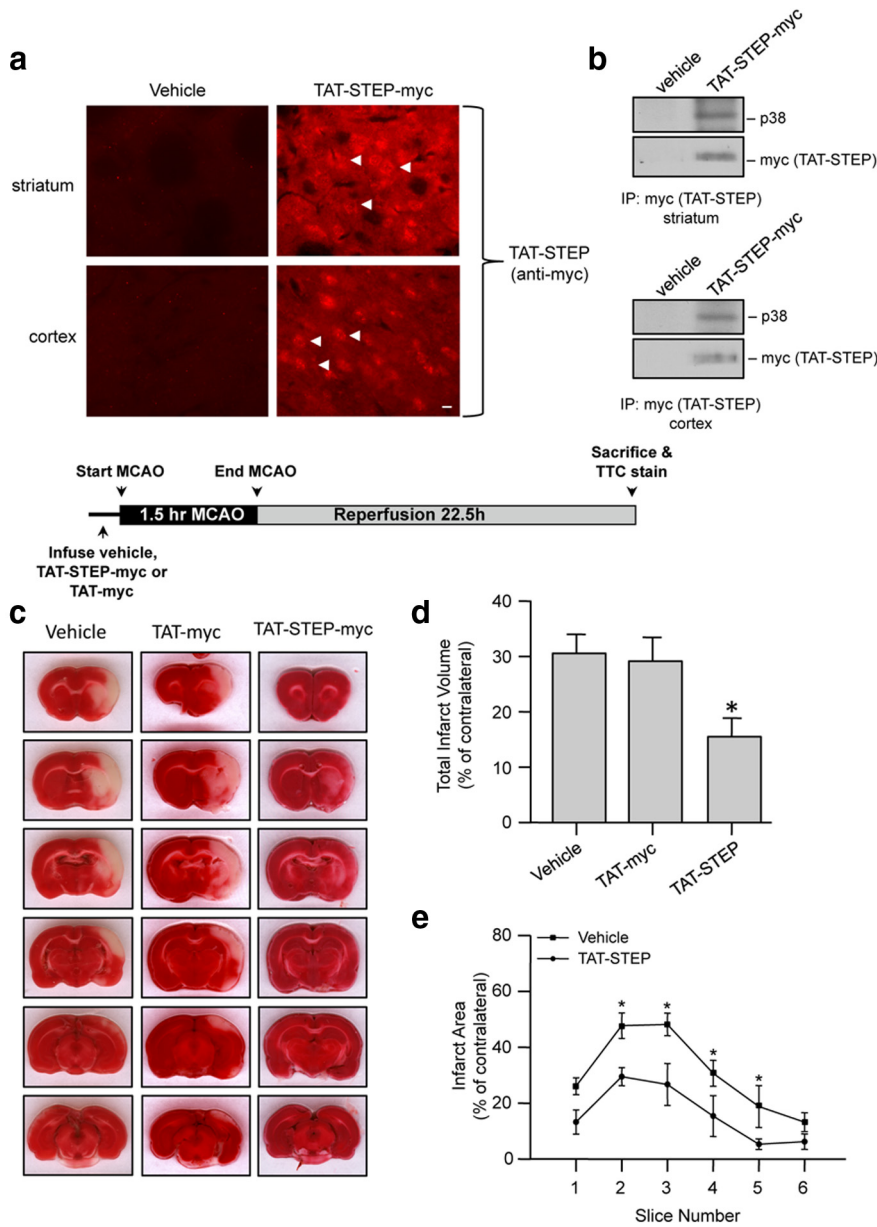 a
Vehicle
TAT-STEP-myc
striatum
cortex
TAT-STEP
(anti-myc)
b
vehicle
TAT-STEP-myc
p38
myc (TAT-STEP)
IP: myc (TAT-STEP)
striatum
vehicle
TAT-STEP-myc
p38
myc (TAT-STEP)
IP: myc (TAT-STEP)
cortex
Start MCAO
End MCAO
Sacrifice &
TTC stain
1.5 hr MCAO
Reperfusion 22.5h
Infuse vehicle,
TAT-STEP-myc or
TAT-myc
c
Vehicle
TAT-myc
TAT-STEP-myc
d
Total Infarct Volume
(% of contralateral)
40
30
20
10
0
*
Vehicle
TAT-myc
TAT-STEP
e
Infarct Area
(% of contralateral)
80
60
40
20
0
Vehicle
TAT-STEP
* * * *
1 2 3 4 5 6
Slice Number